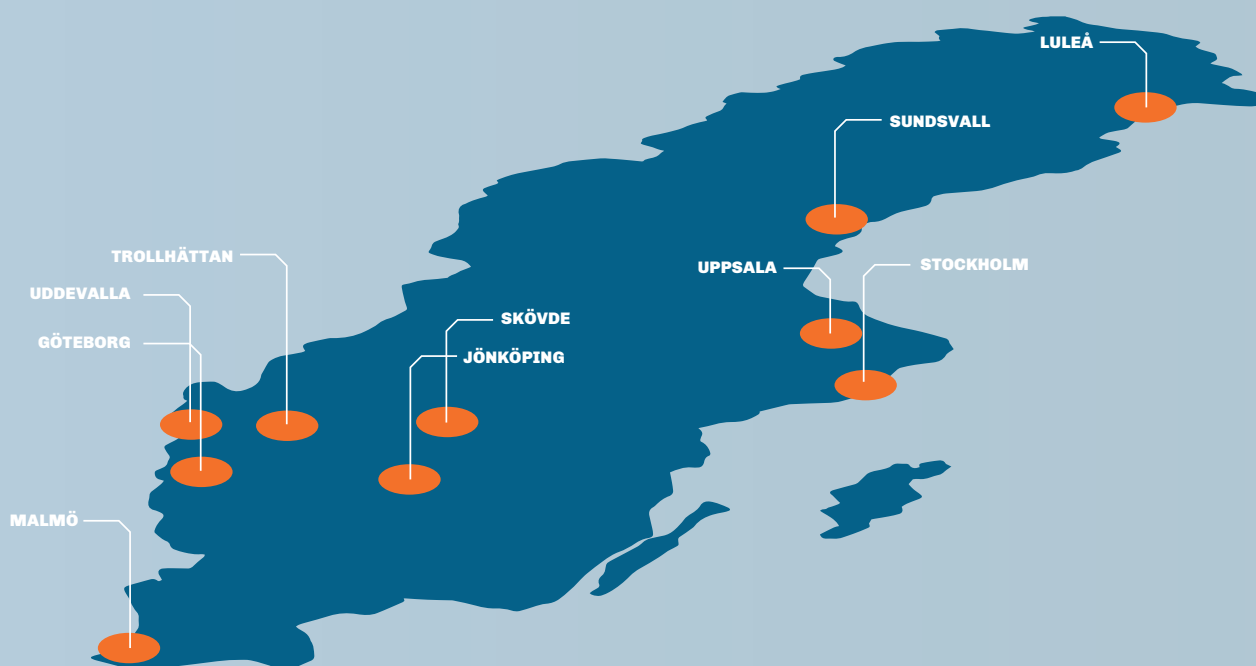 LULEÅ
SUNDSVALL
TROLLHÄTTAN
UPPSALA
STOCKHOLM
UDDEVALLA
SKÖVDE
GÖTEBORG
JÖNKÖPING
MALMÖ